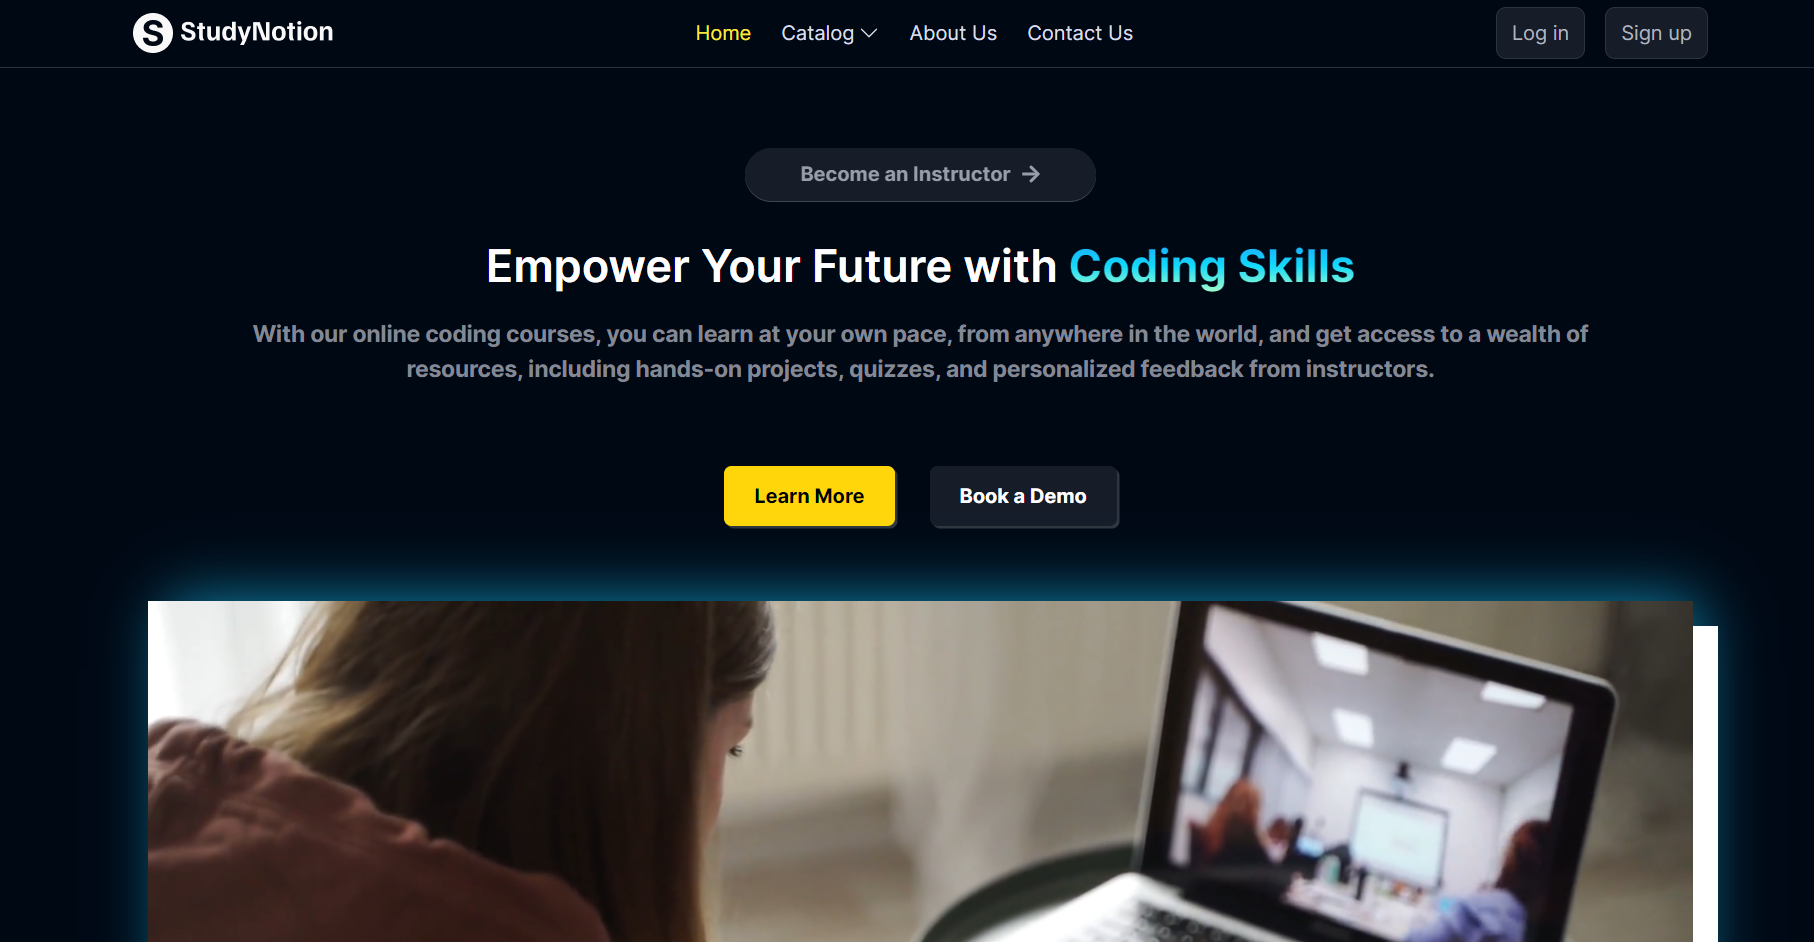 StudyNotion
Home
Catalog
About Us
Contact Us
Log in
Sign up
Become an Instructor
Empower Your Future with Coding Skills
With our online coding courses, you can learn at your own pace, from anywhere in the world, and get access to a wealth of
resources, including hands-on projects, quizzes, and personalized feedback from instructors.
Learn More
Book a Demo